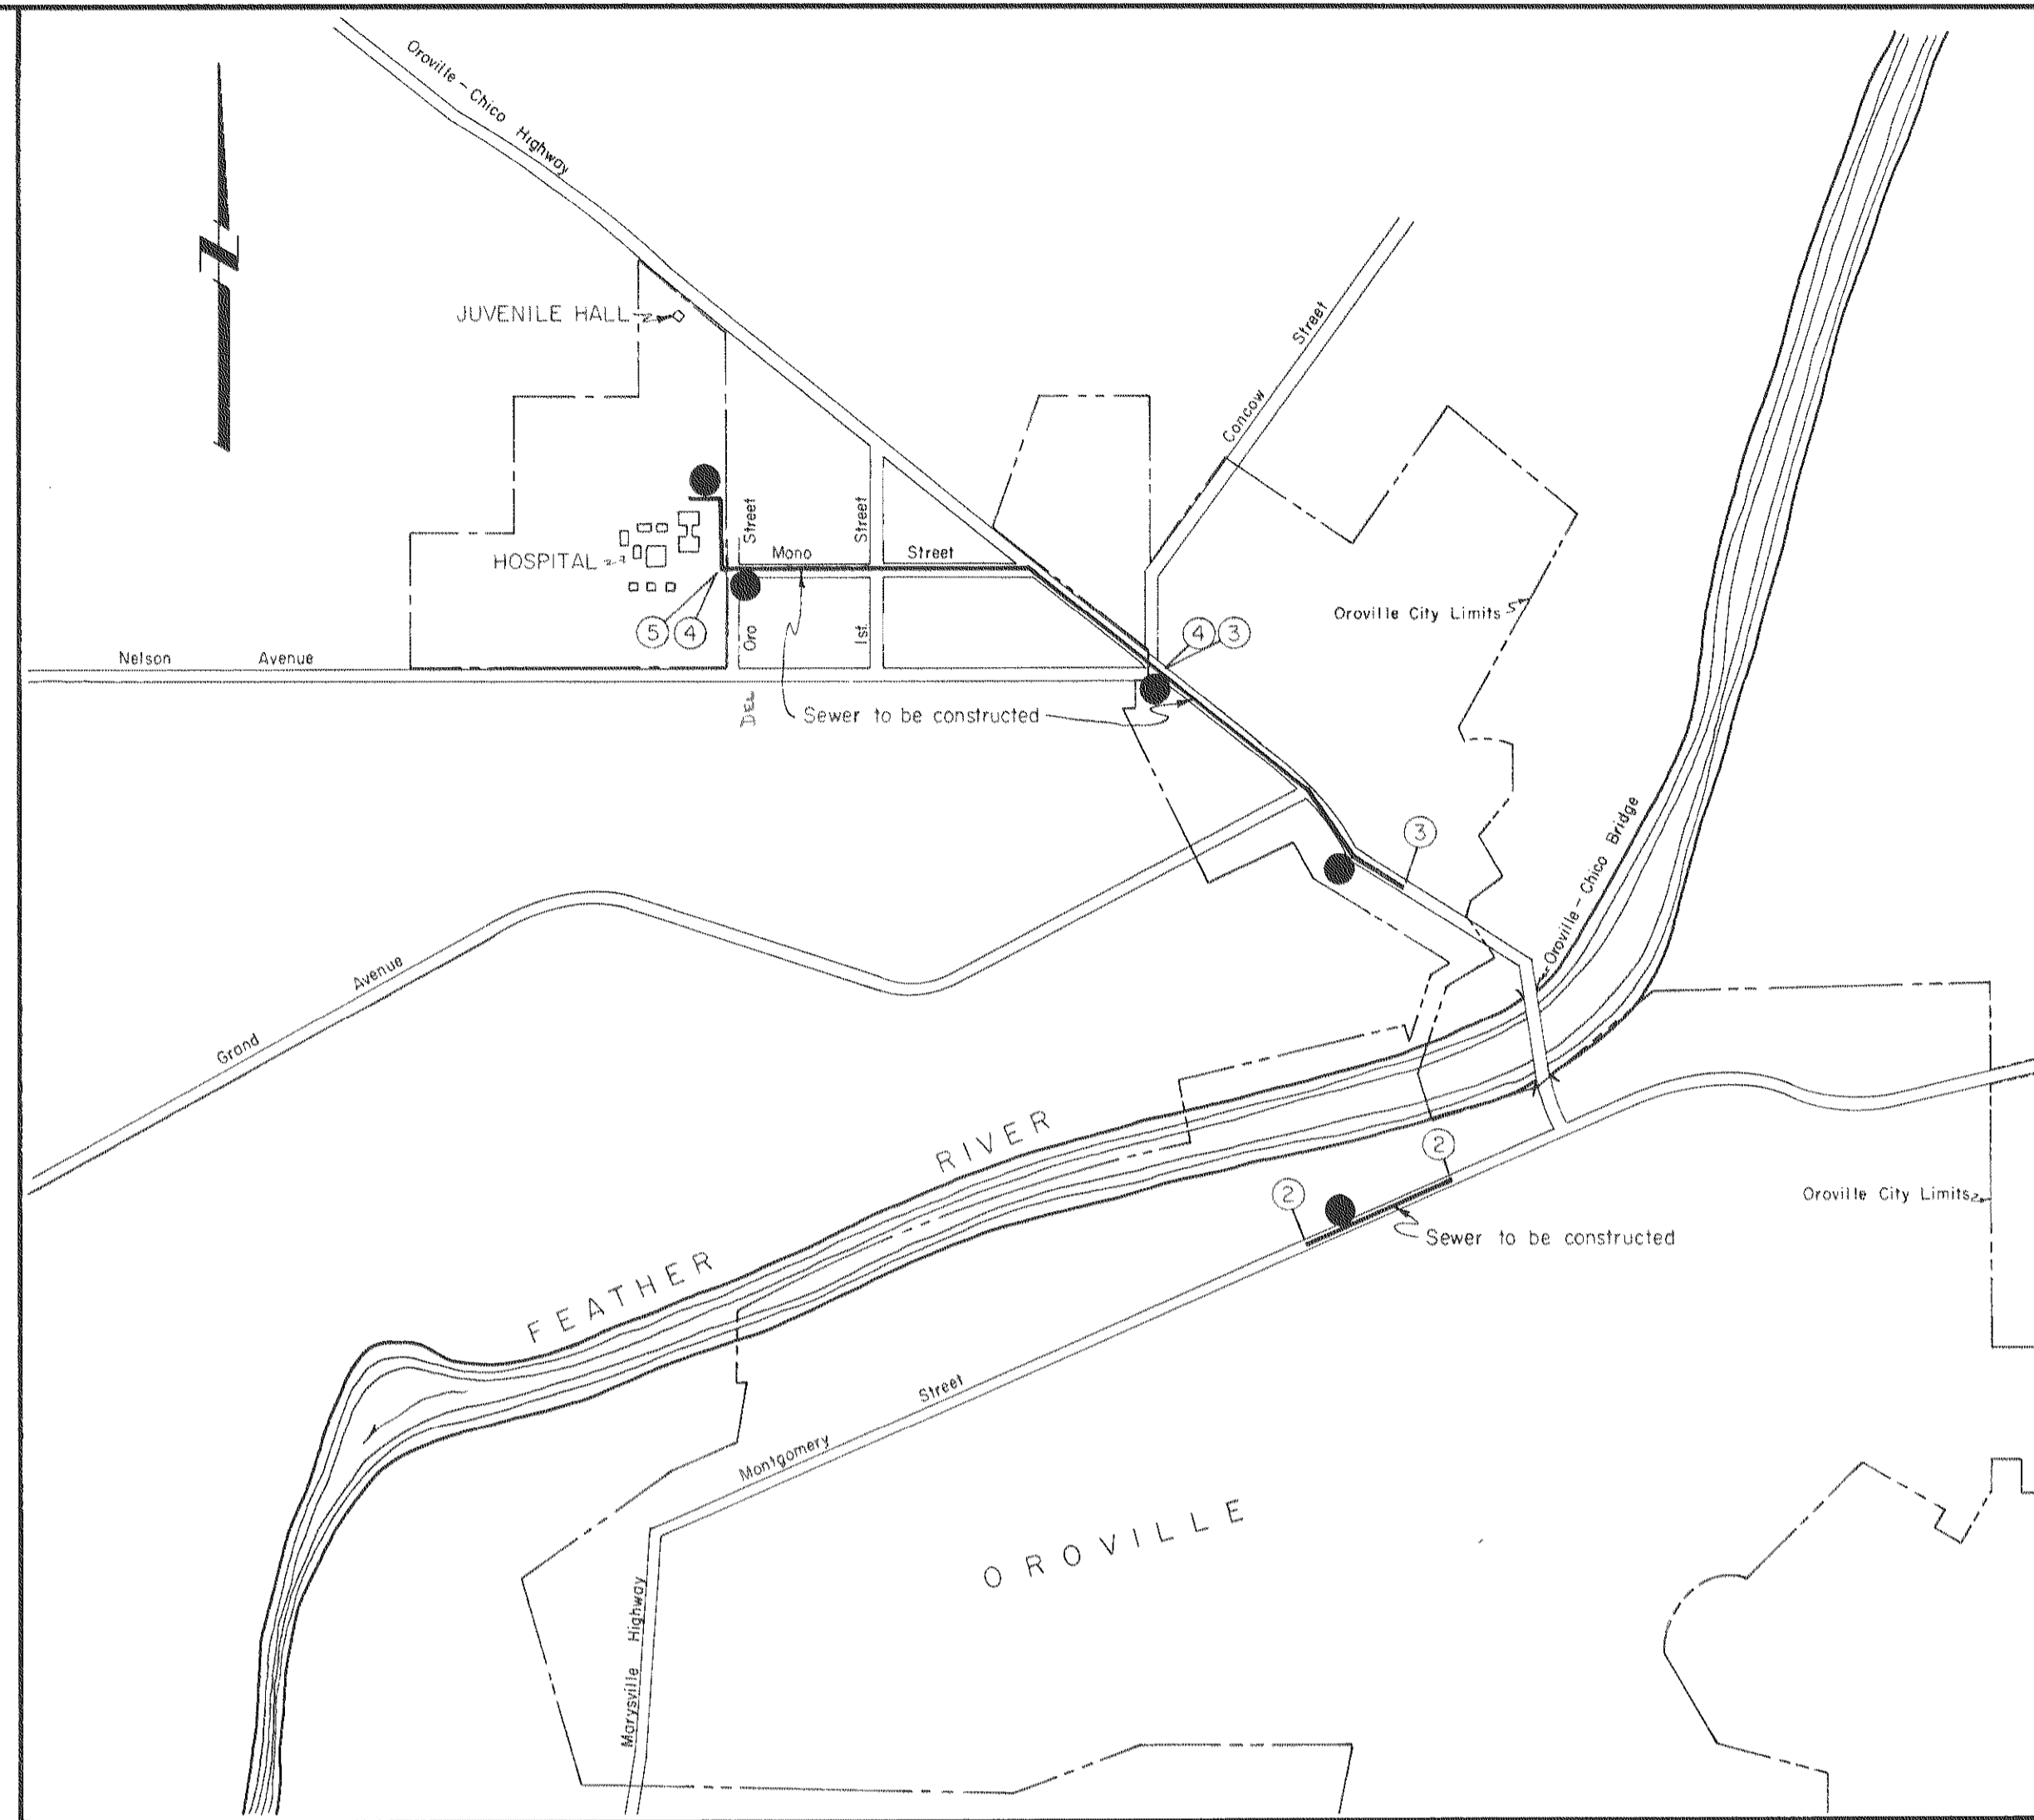 Oroville - Chico Highway
N
JUVENILE HALL
Concow Street
Street
Street
Mono Street
HOSPITAL
Oroville City Limits
5 4
4 3
Oro
1st.
Nelson Avenue
DEL
Sewer to be constructed
3
Oroville - Chico Bridge
Grand Avenue
FEATHER RIVER
2
2
Oroville City Limits
Sewer to be constructed
Montgomery Street
OROVILLE
Marysville Highway